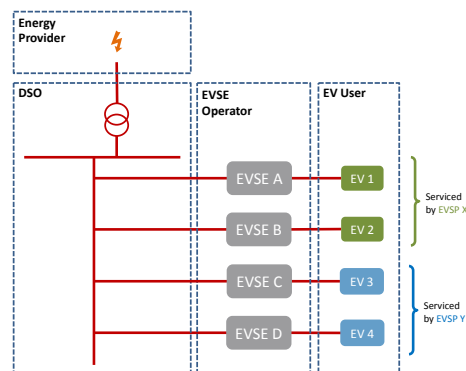 Energy
Provider
DSO
EVSE
Operator
EV User
EVSE A
EV 1
EVSE B
EV 2
Serviced
by EVSP X
EVSE C
EV 3
EVSE D
EV 4
Serviced
by EVSP Y